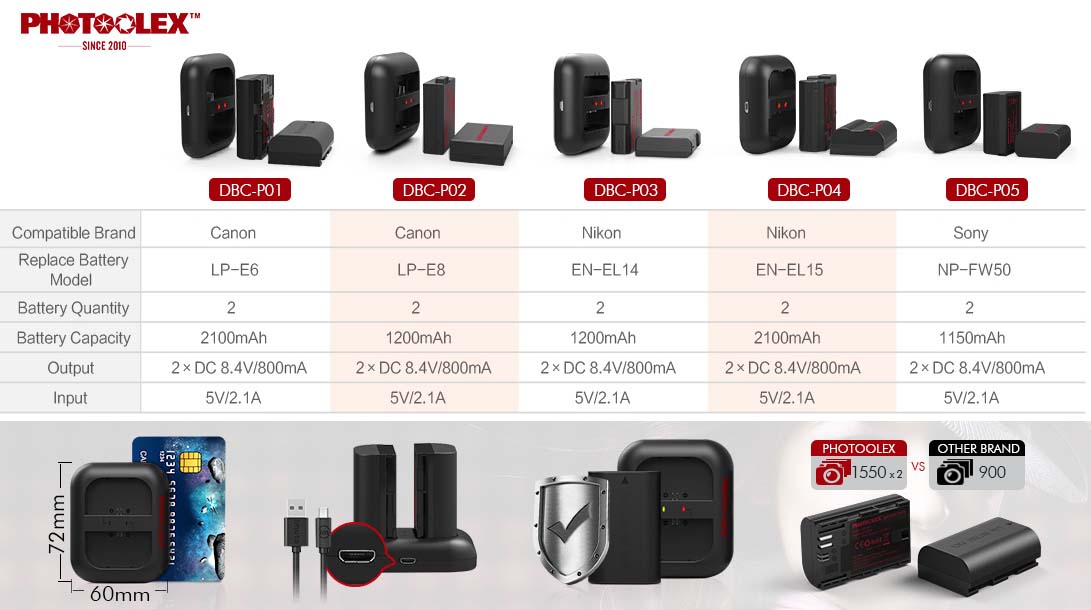 PHOTOOLEX™
SINCE 2010
DBC-P01 DBC-P02 DBC-P03 DBC-P04 DBC-P05
Compatible Brand Canon Canon Nikon Nikon Sony
Replace Battery
Model LP-E6 LP-E8 EN-EL14 EN-EL15 NP-FW50
Battery Quantity 2 2 2 2 2
Battery Capacity 2100mAh 1200mAh 1200mAh 2100mAh 1150mAh
Output 2×DC 8.4V/800mA 2×DC 8.4V/800mA 2×DC 8.4V/800mA 2×DC 8.4V/800mA 2×DC 8.4V/800mA
Input 5V/2.1A 5V/2.1A 5V/2.1A 5V/2.1A 5V/2.1A
72mm
60mm
1234
PHOTOOLEX
1550 x 2
VS
OTHER BRAND
900
PHOTOOLEX